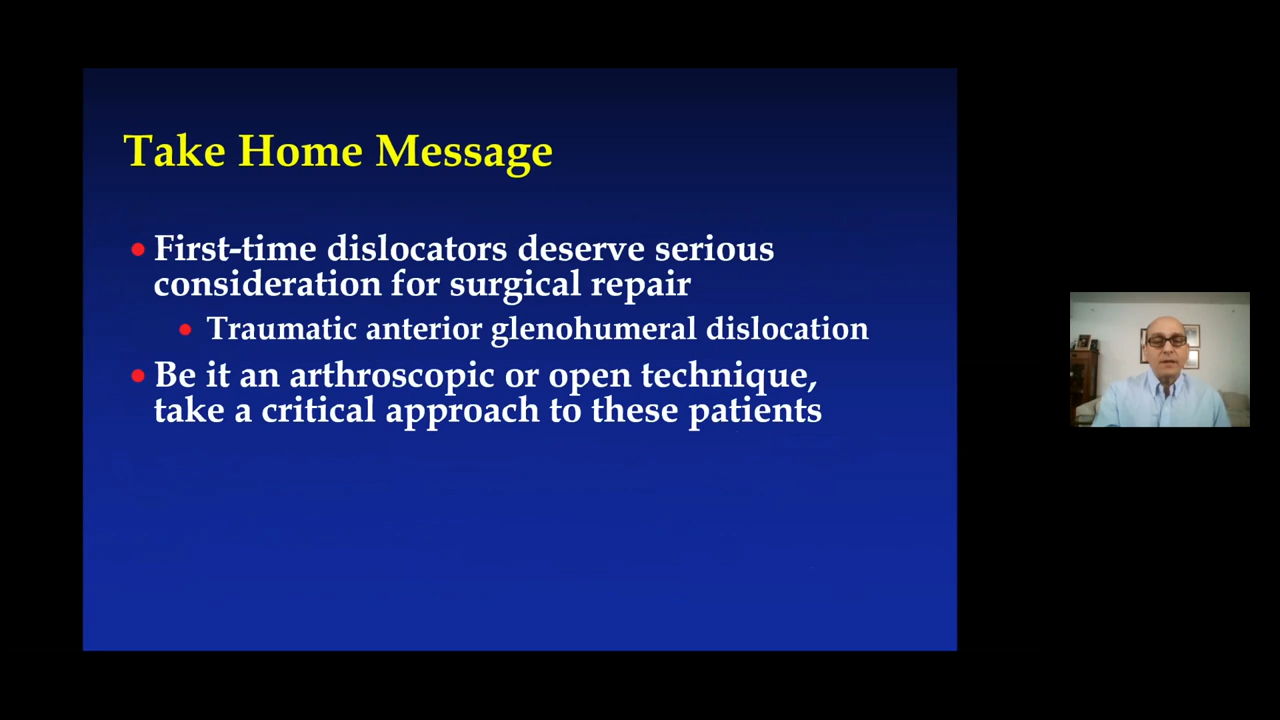 Take Home Message
First-time dislocators deserve serious
consideration for surgical repair
Traumatic anterior glenohumeral dislocation
Be it an arthroscopic or open technique,
take a critical approach to these patients